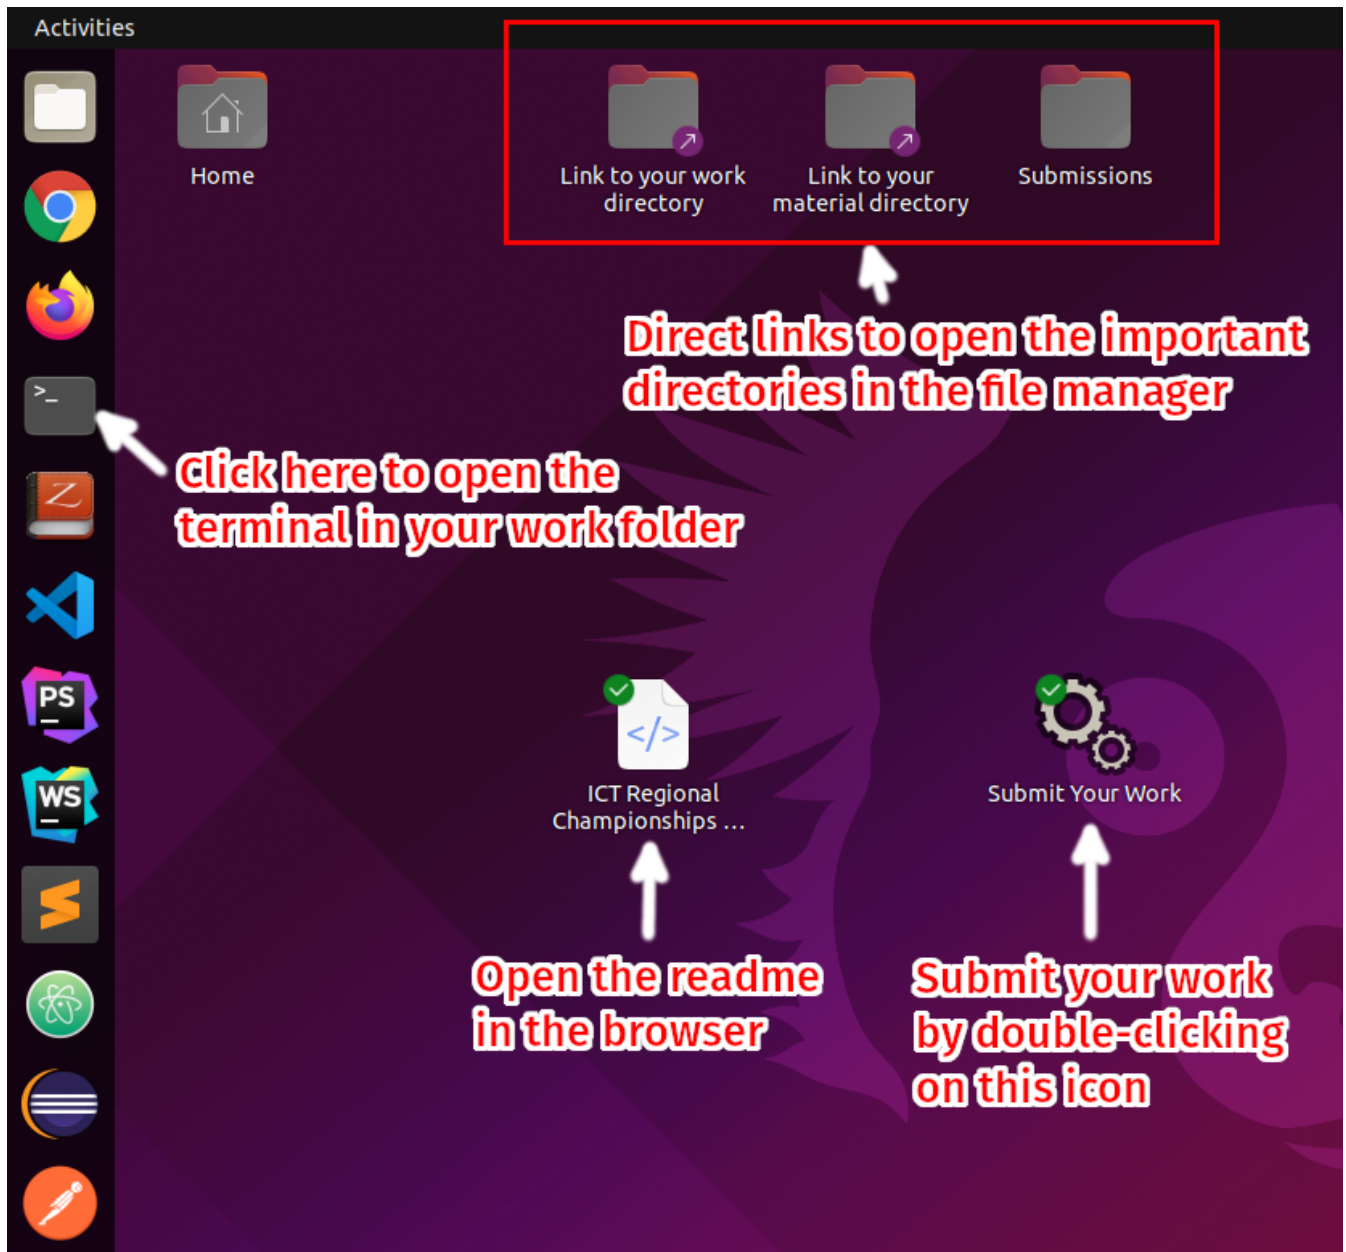 Activities
Home
Link to your work
directory
Link to your
material directory
Submissions
Direct links to open the important
directories in the file manager
>_
Click here to open the
terminal in your work folder
Z
PS
WS
</>
ICT Regional
Championships ...
Submit Your Work
Open the readme
in the browser
Submit your work
by double-clicking
on this icon